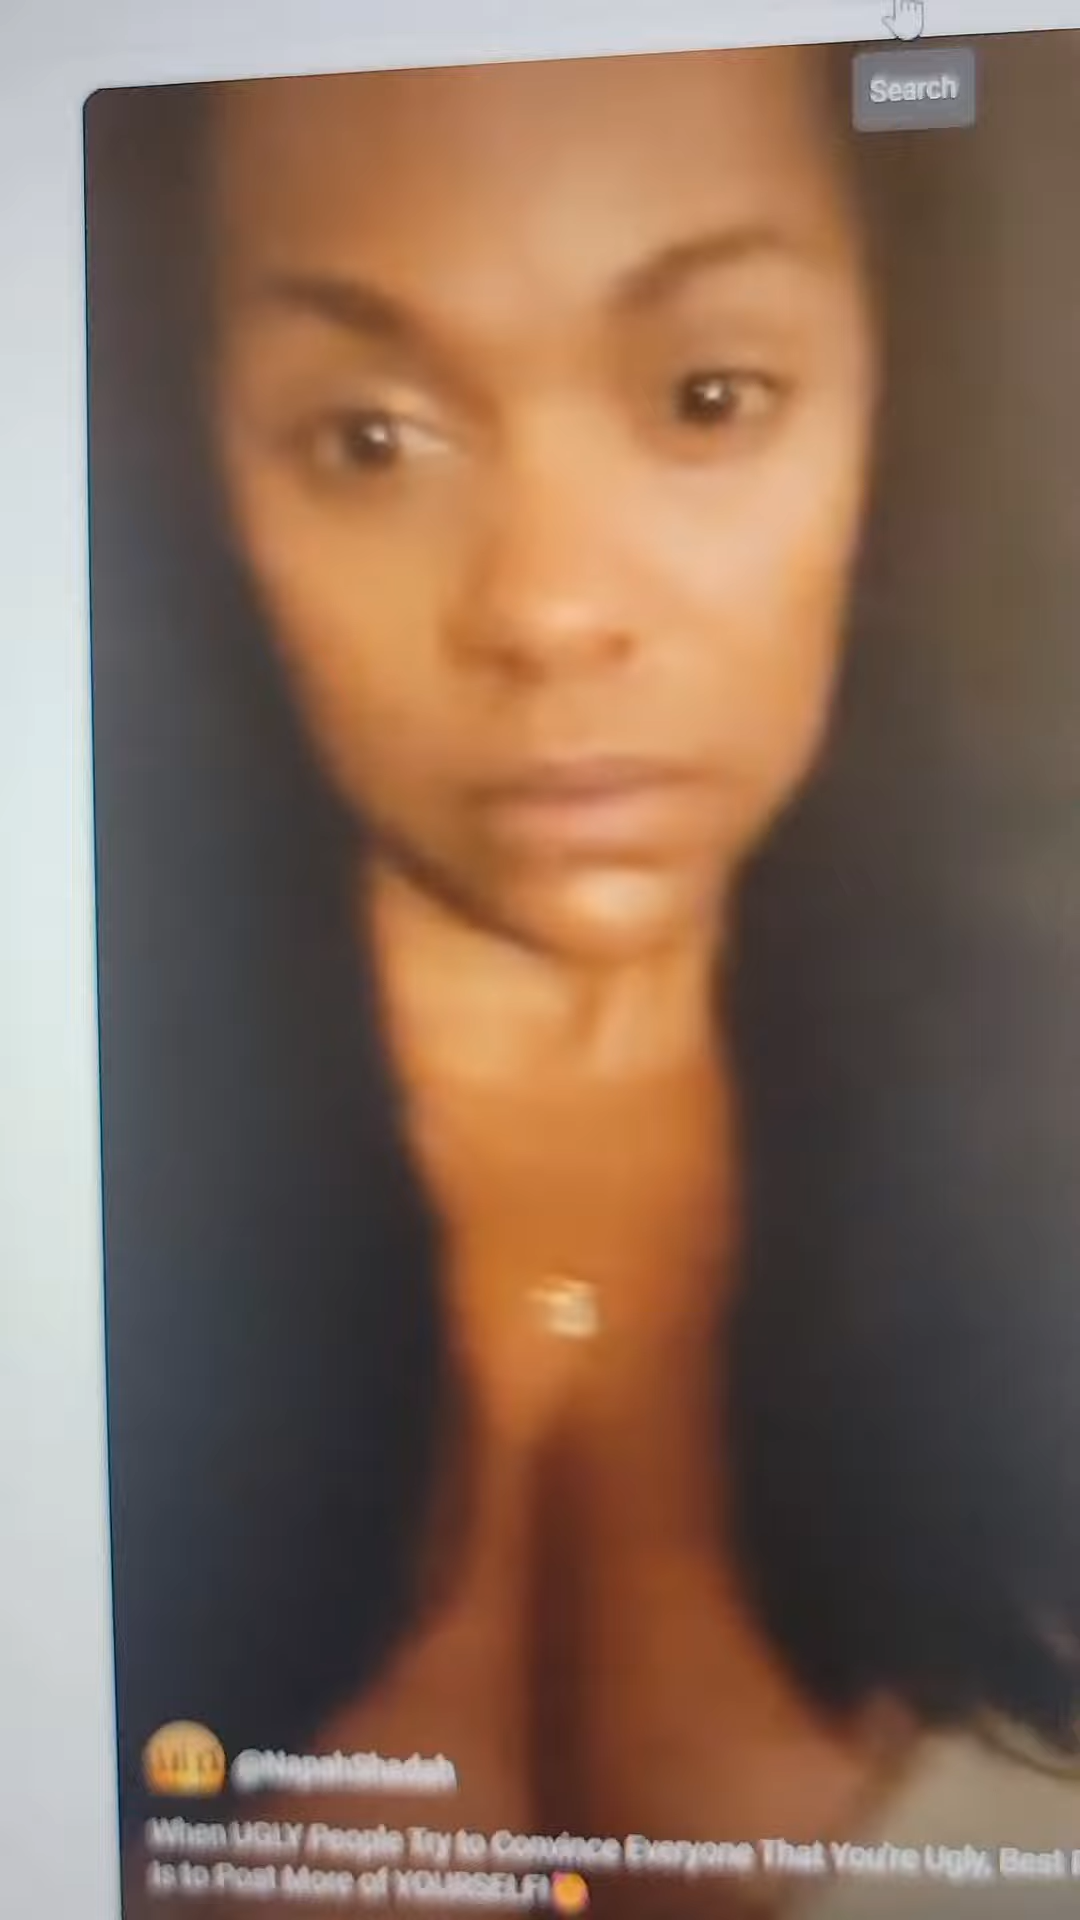 Search
@NapahShadah
When UGLY People Try to Convince Everyone That You're Ugly, Best
is to Post More of YOURSELF!